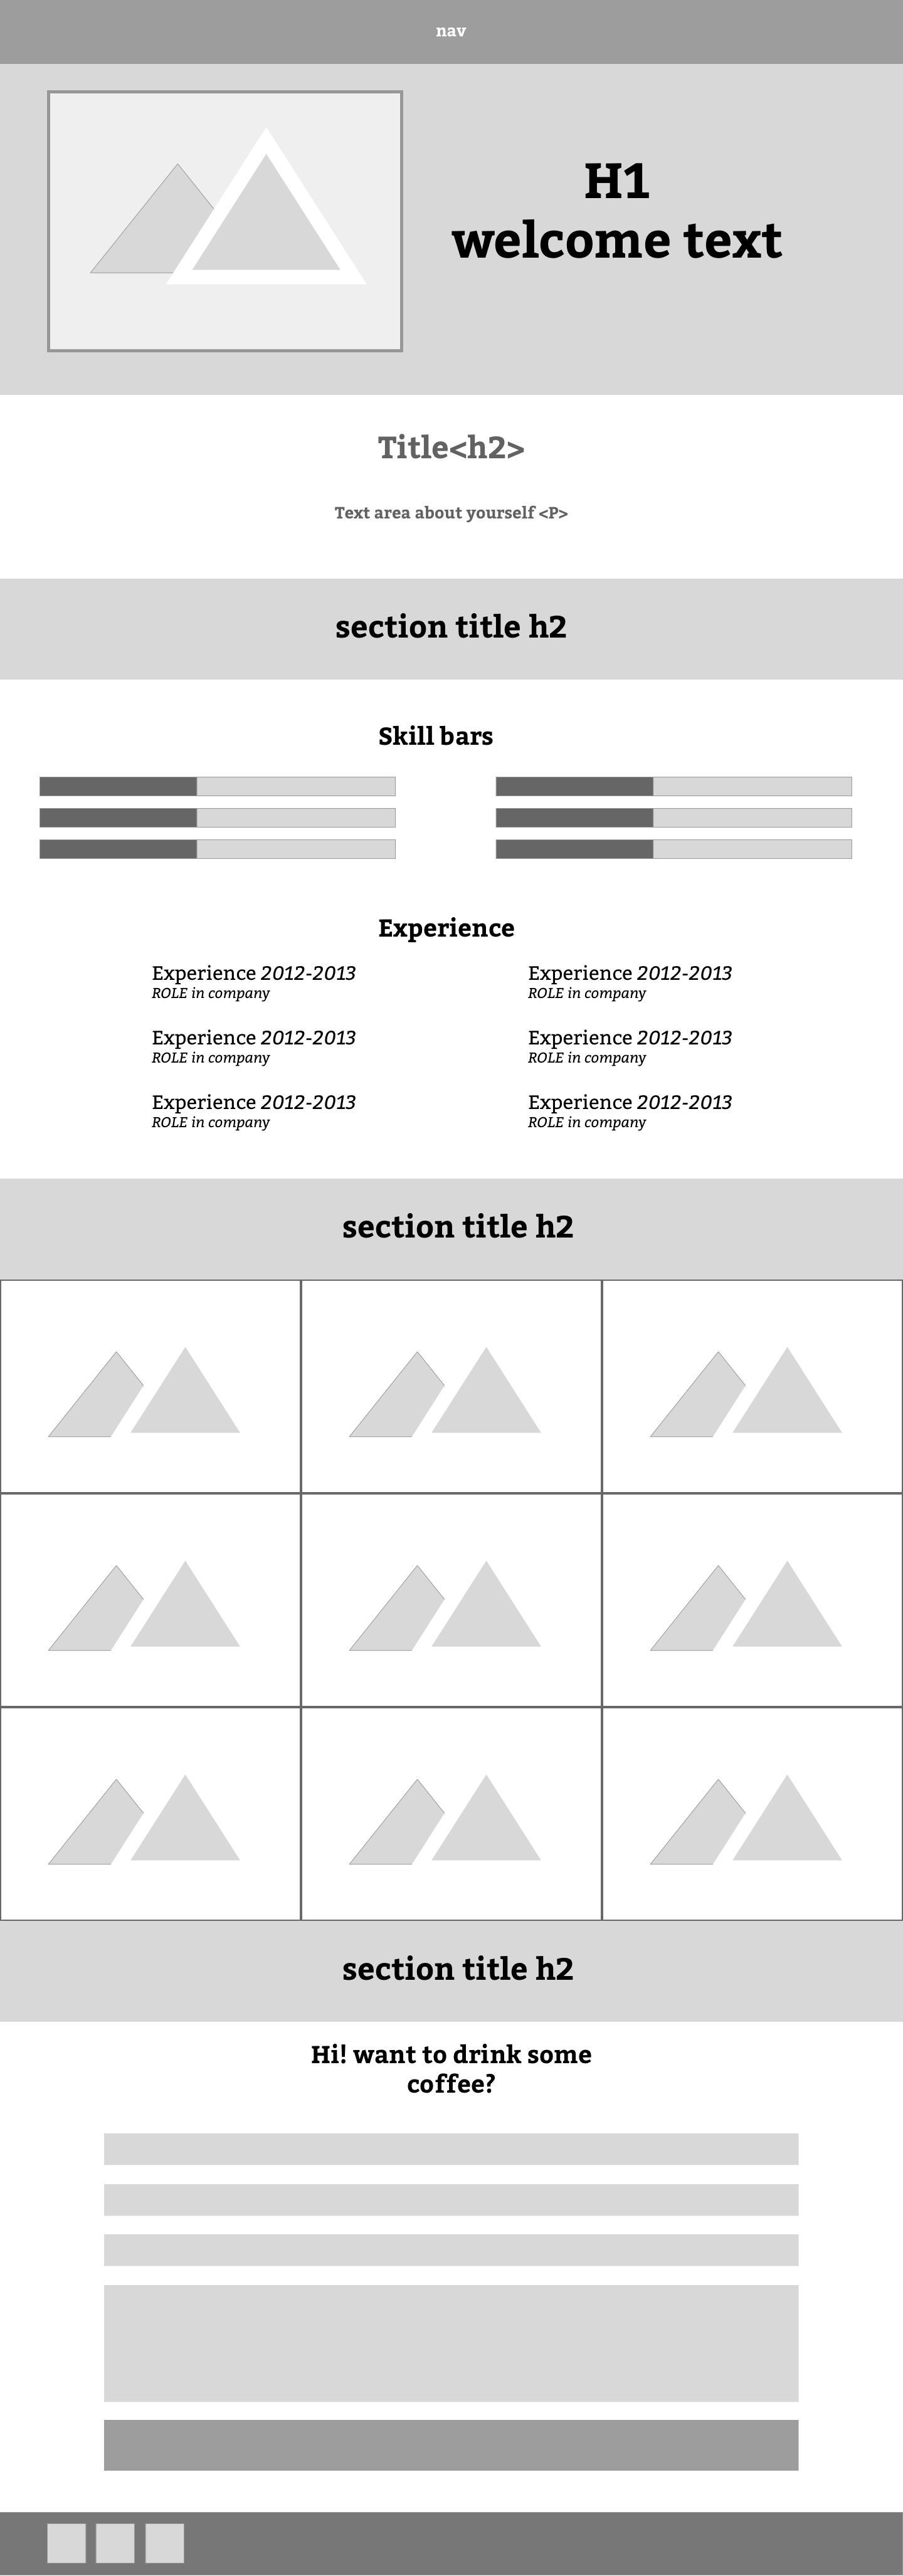 nav
H1
welcome text
Title<h2>
Text area about yourself <P>
section title h2
Skill bars
Experience
Experience 2012-2013
ROLE in company
Experience 2012-2013
ROLE in company
Experience 2012-2013
ROLE in company
Experience 2012-2013
ROLE in company
Experience 2012-2013
ROLE in company
Experience 2012-2013
ROLE in company
section title h2
section title h2
Hi! want to drink some
coffee?